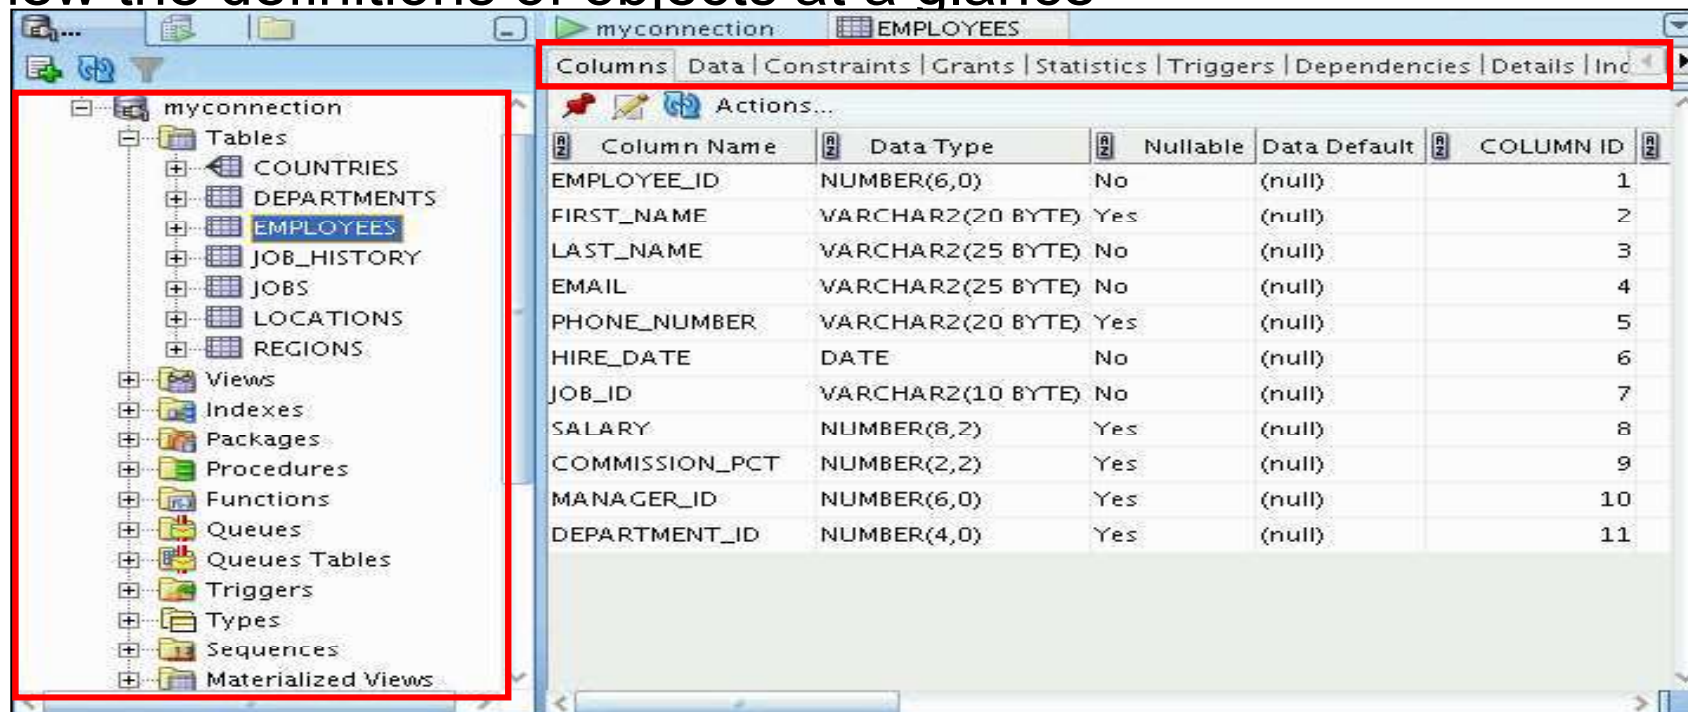 the definitions of objects at a glance
...
myconnection EMPLOYEES
Columns Data | Constraints | Grants | Statistics | Triggers | Dependencies | Details |
Actions...
myconnection
Tables
COUNTRIES
DEPARTMENTS
EMPLOYEES
JOB_HISTORY
JOBS
LOCATIONS
REGIONS
Views
Indexes
Packages
Procedures
Functions
Queues
Queues Tables
Triggers
Types
Sequences
Materialized Views
Column Name Data Type Nullable Data Default COLUMN ID
EMPLOYEE_ID NUMBER(6,0) No (null) 1
FIRST_NAME VARCHAR2(20 BYTE) Yes (null) 2
LAST_NAME VARCHAR2(25 BYTE) No (null) 3
EMAIL VARCHAR2(25 BYTE) No (null) 4
PHONE_NUMBER VARCHAR2(20 BYTE) Yes (null) 5
HIRE_DATE DATE No (null) 6
JOB_ID VARCHAR2(10 BYTE) No (null) 7
SALARY NUMBER(8,2) Yes (null) 8
COMMISSION_PCT NUMBER(2,2) Yes (null) 9
MANAGER_ID NUMBER(6,0) Yes (null) 10
DEPARTMENT_ID NUMBER(4,0) Yes (null) 11